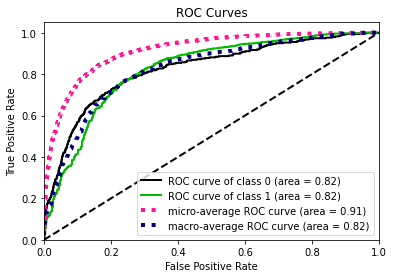 ROC Curves
True Positive Rate
1.0
0.8
0.6
0.4
0.2
0.0
ROC curve of class 0 (area = 0.82)
ROC curve of class 1 (area = 0.82)
micro-average ROC curve (area = 0.91)
macro-average ROC curve (area = 0.82)
0.0 0.2 0.4 0.6 0.8 1.0
False Positive Rate